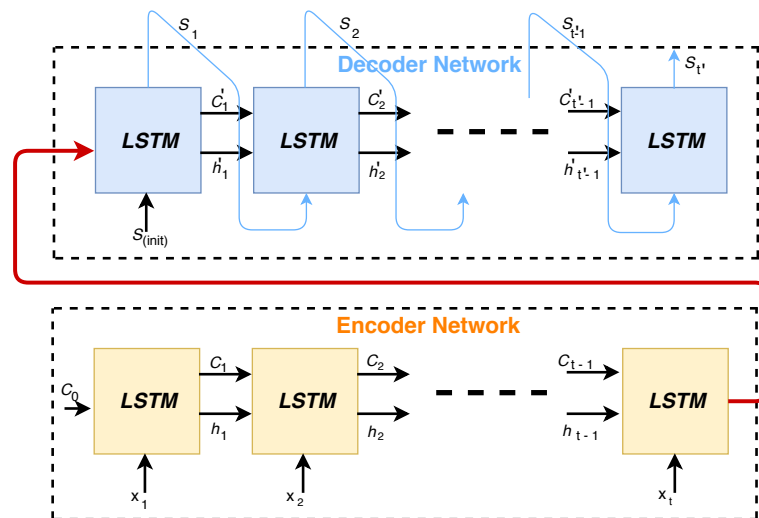 S₁ S₂ Sₜ'₋₁
Decoder Network Sₜ'
C'₁ C'₂ C'ₜ'₋₁
LSTM LSTM LSTM
h'₁ h'₂ h'ₜ'₋₁
S(init)
Encoder Network
C₁ C₂ Cₜ ₋ ₁
C₀
LSTM LSTM LSTM
h₁ h₂ hₜ ₋ ₁
x₁ x₂ xₜ